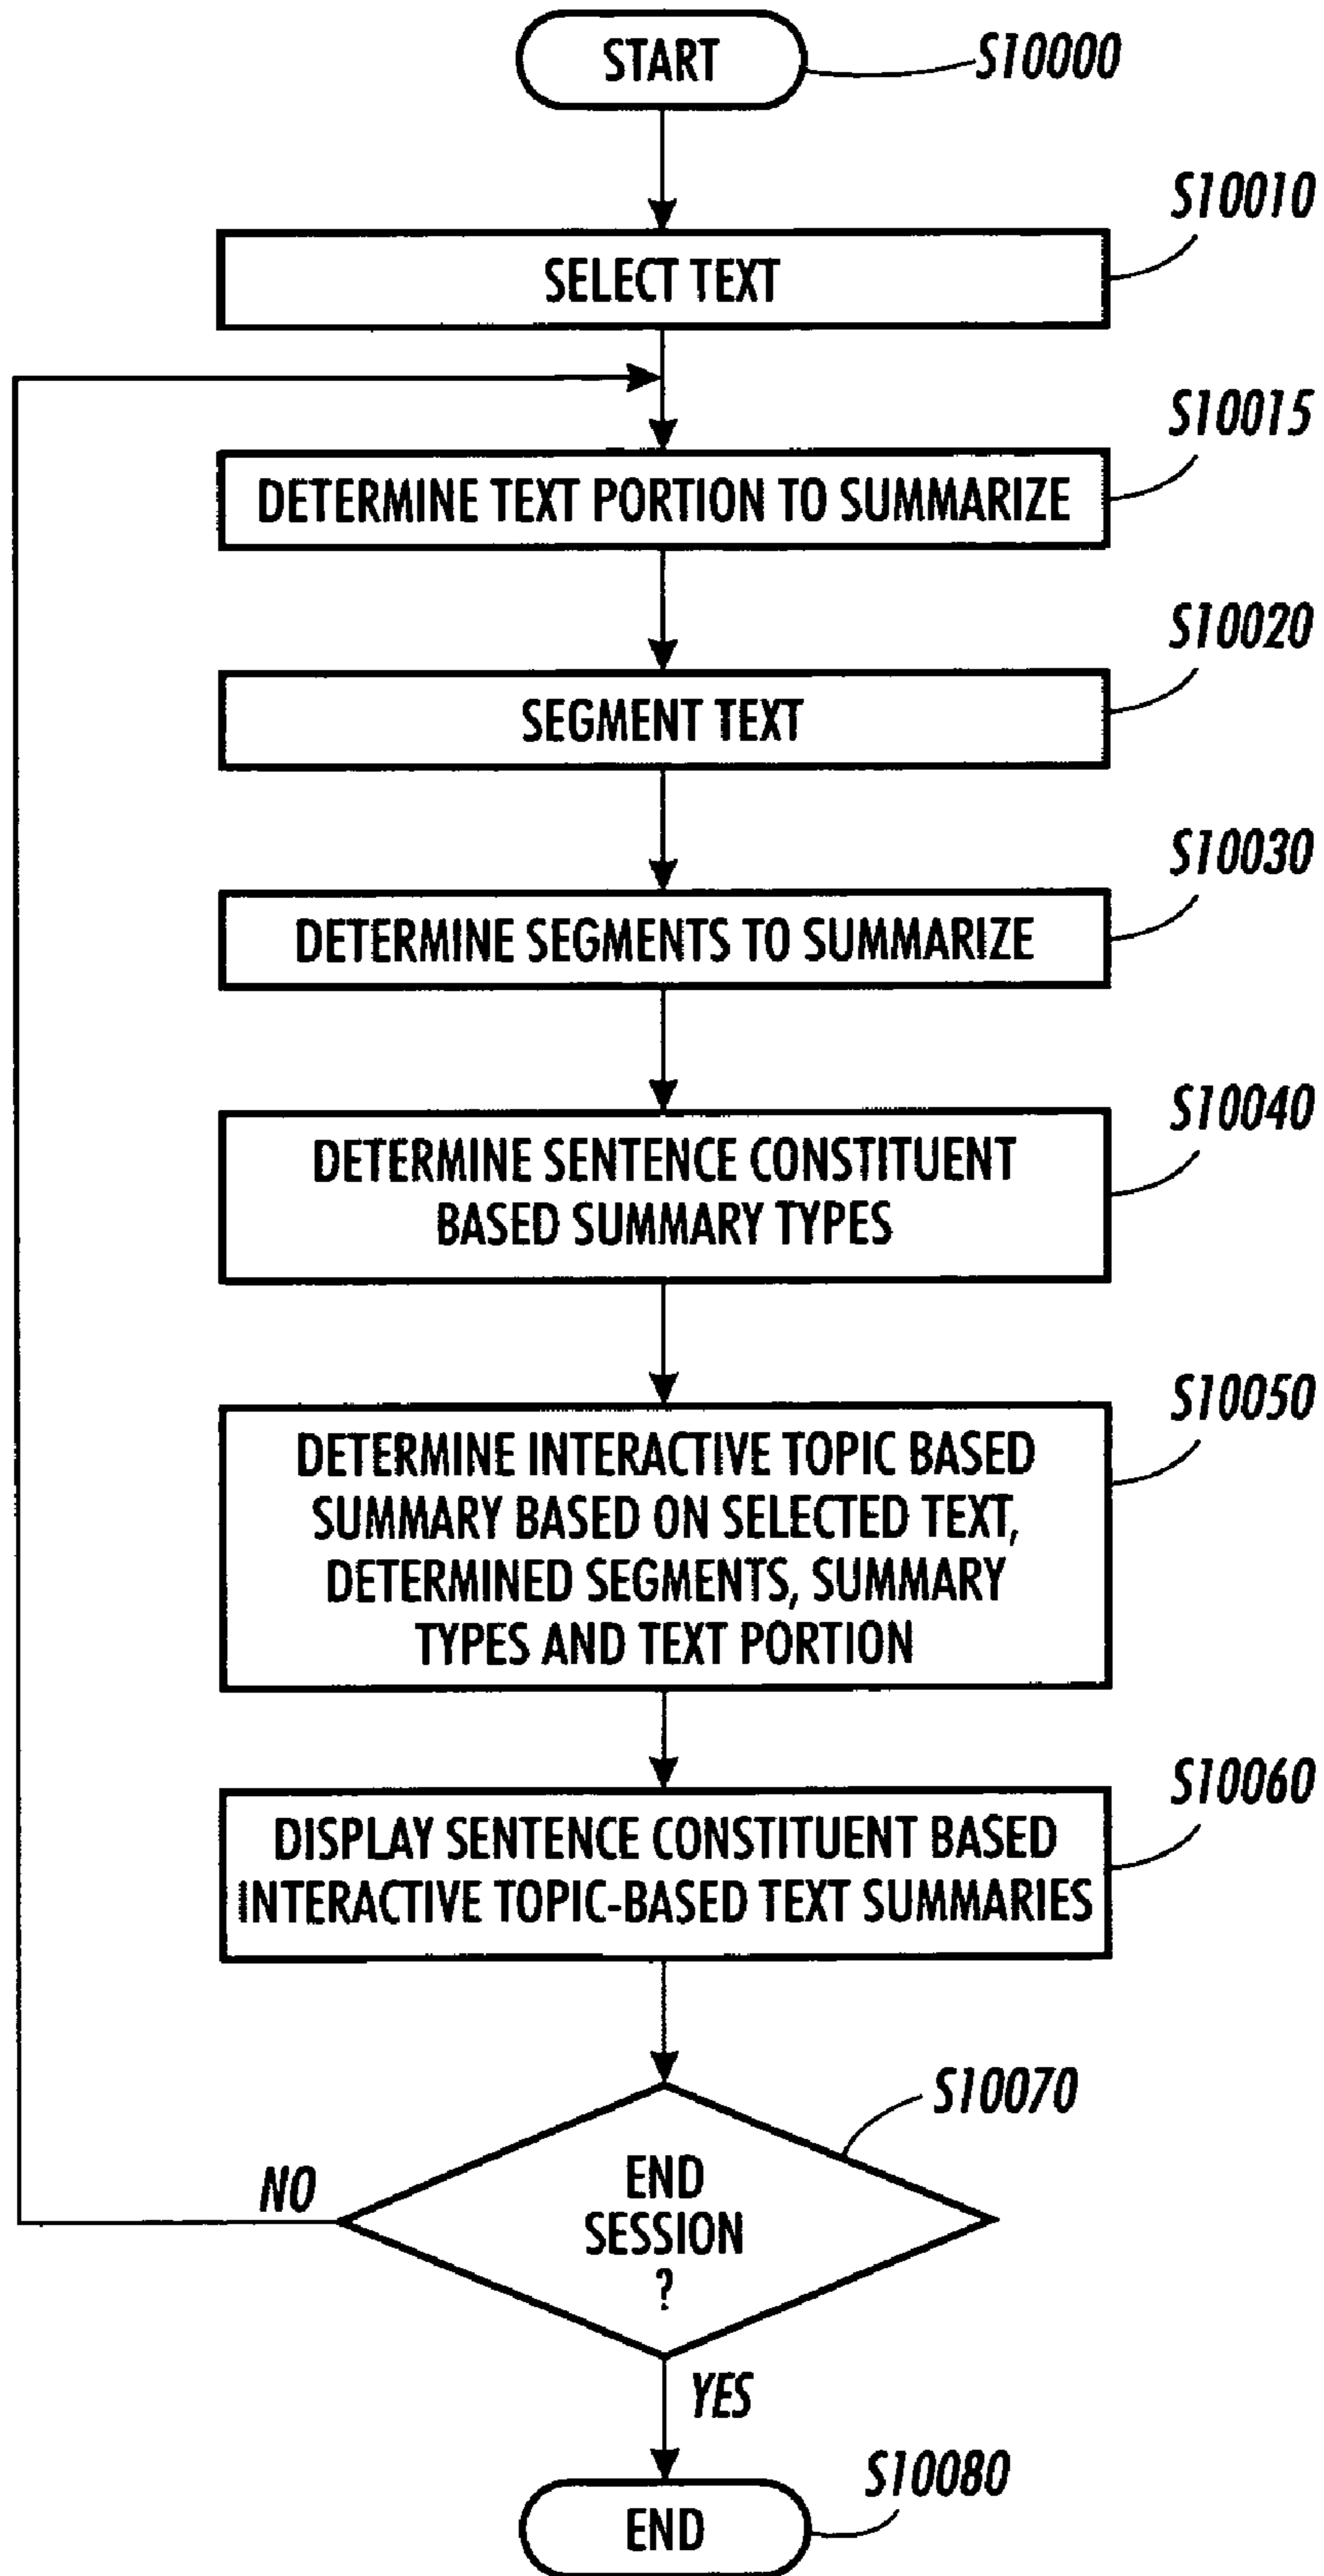 START
S10000
S10010
SELECT TEXT
S10015
DETERMINE TEXT PORTION TO SUMMARIZE
S10020
SEGMENT TEXT
S10030
DETERMINE SEGMENTS TO SUMMARIZE
S10040
DETERMINE SENTENCE CONSTITUENT
BASED SUMMARY TYPES
S10050
DETERMINE INTERACTIVE TOPIC BASED
SUMMARY BASED ON SELECTED TEXT,
DETERMINED SEGMENTS, SUMMARY
TYPES AND TEXT PORTION
S10060
DISPLAY SENTENCE CONSTITUENT BASED
INTERACTIVE TOPIC-BASED TEXT SUMMARIES
S10070
NO
END
SESSION
?
YES
S10080
END